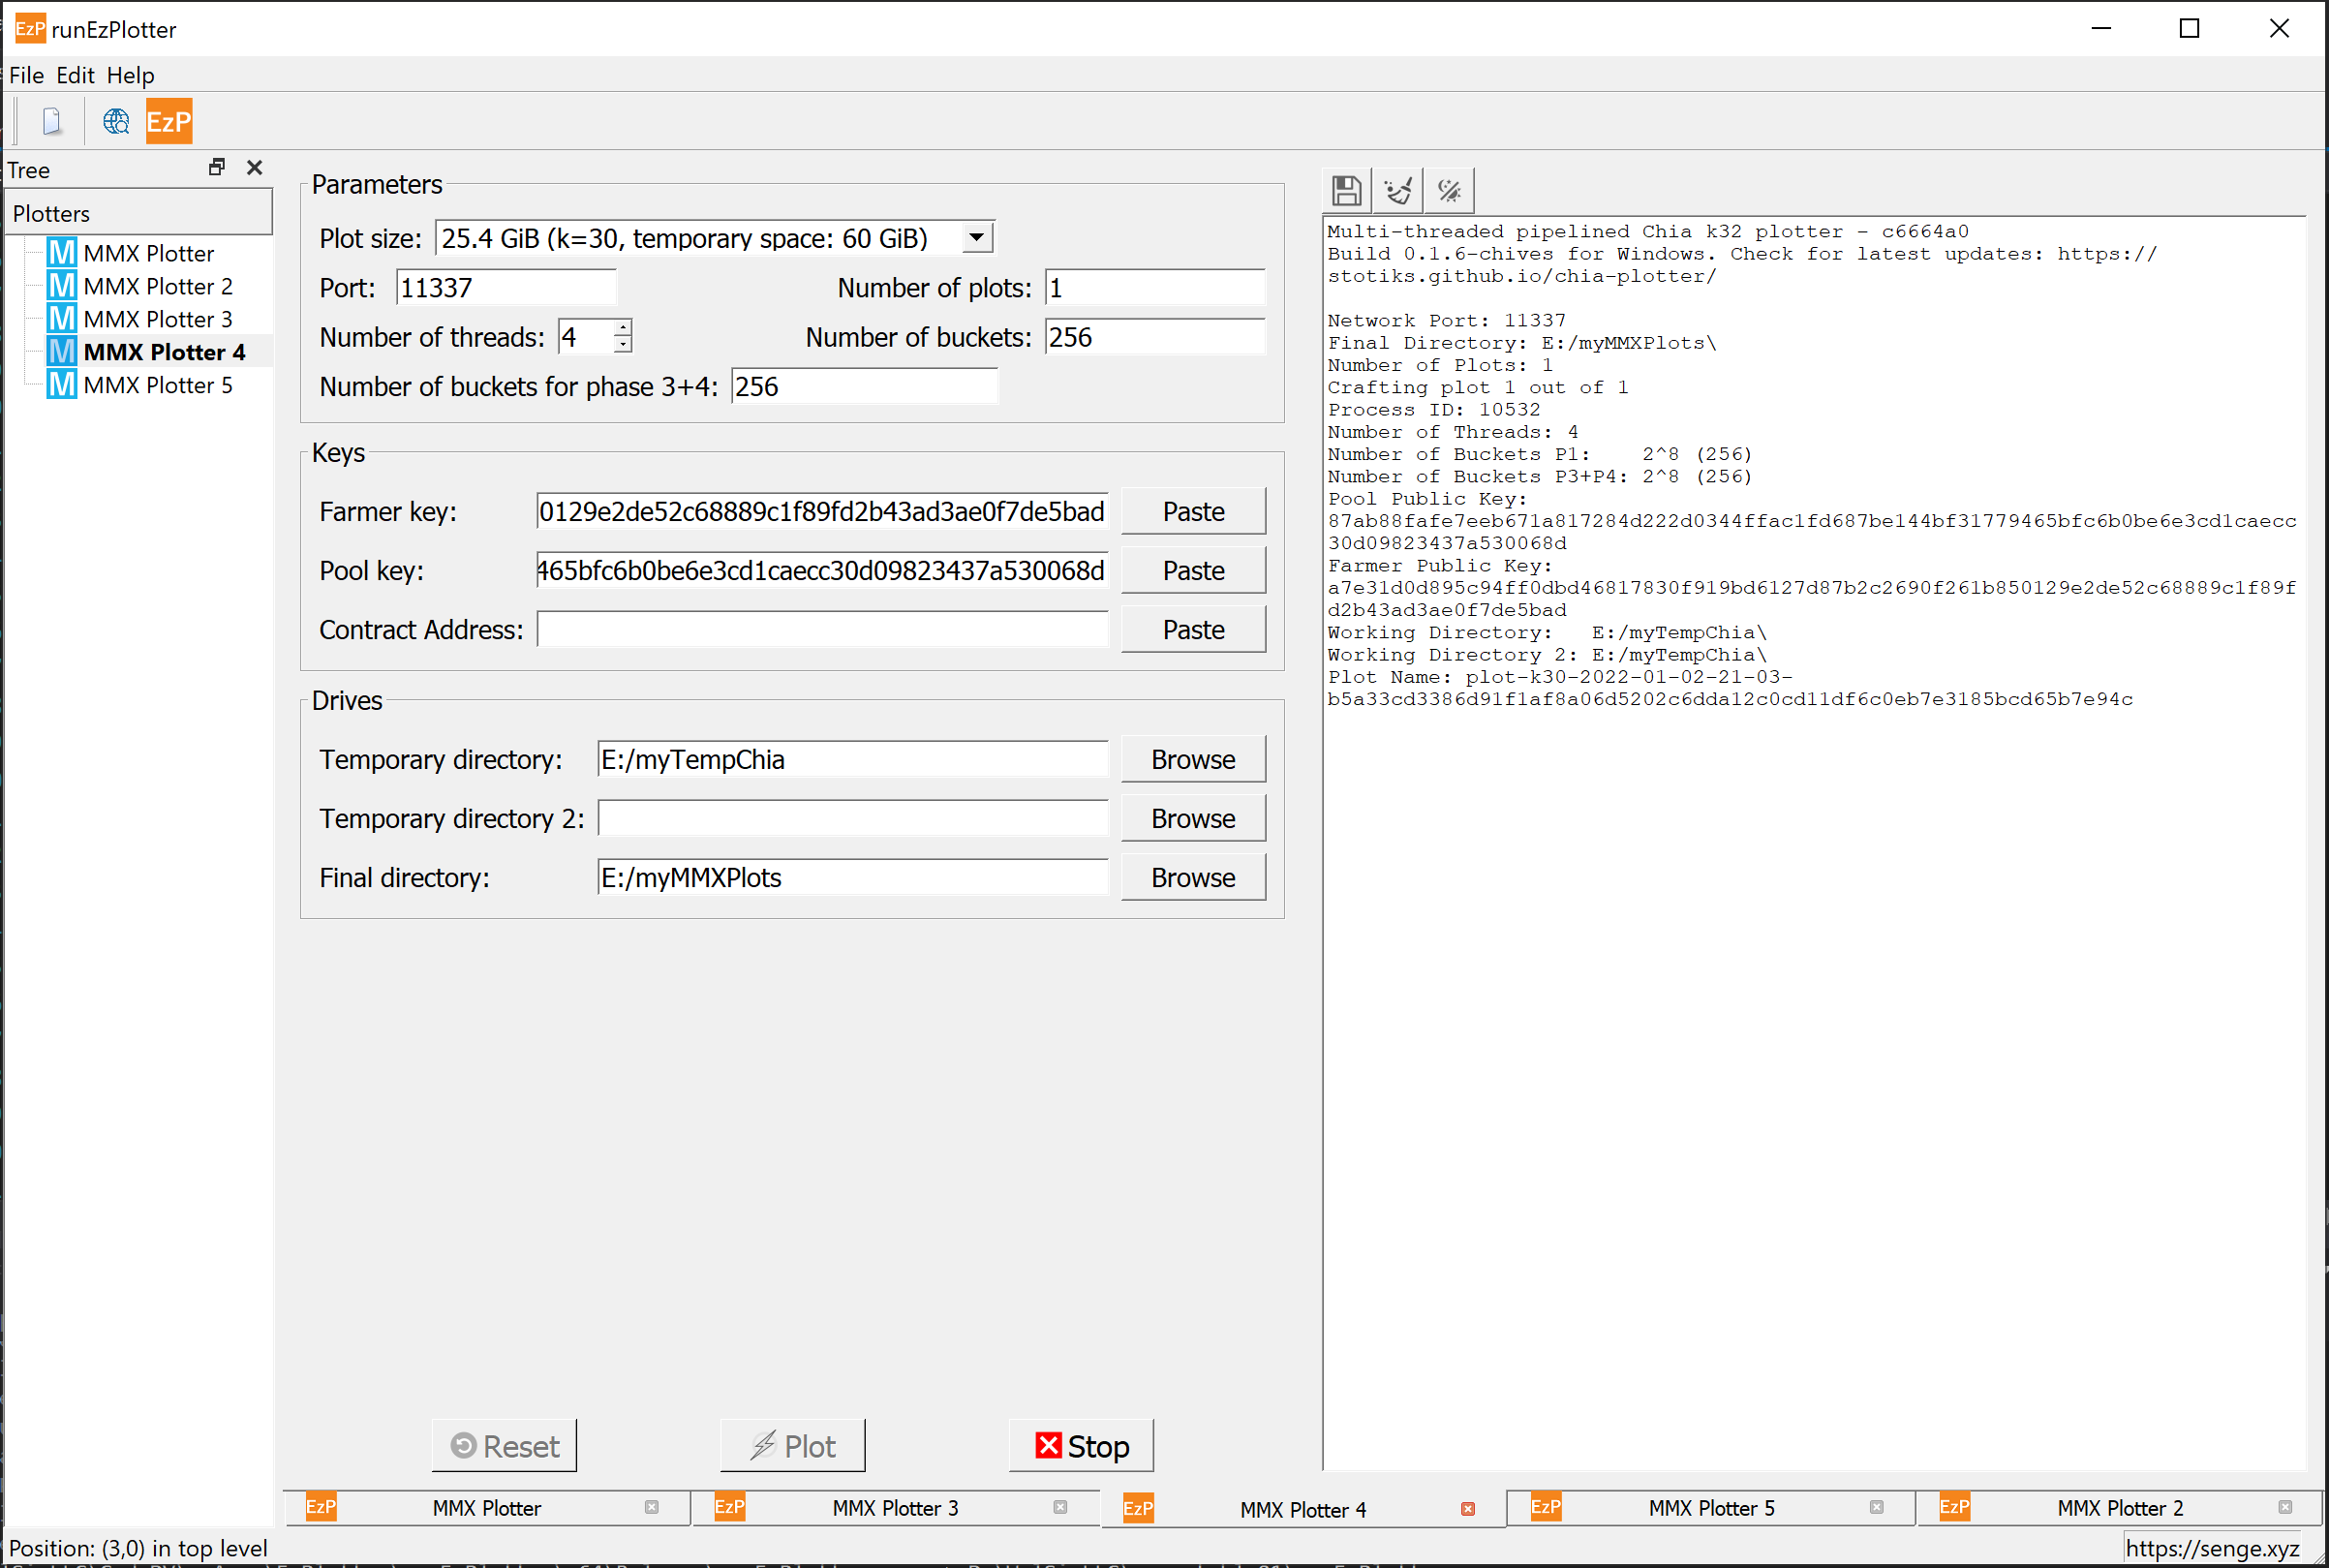 EzP runEzPlotter
File Edit Help
EzP
Tree
Plotters
M MMX Plotter
M MMX Plotter 2
M MMX Plotter 3
M MMX Plotter 4
M MMX Plotter 5
Parameters
Plot size: 25.4 GiB (k=30, temporary space: 60 GiB)
Port: 11337 Number of plots: 1
Number of threads: 4 Number of buckets: 256
Number of buckets for phase 3+4: 256
Keys
Farmer key: 0129e2de52c68889c1f89fd2b43ad3ae0f7de5bad Paste
Pool key: 465bfc6b0be6e3cd1caecc30d09823437a530068d Paste
Contract Address: Paste
Drives
Temporary directory: E:/myTempChia Browse
Temporary directory 2: Browse
Final directory: E:/myMMXPlots Browse
Reset Plot Stop
Multi-threaded pipelined Chia k32 plotter - c6664a0
Build 0.1.6-chives for Windows. Check for latest updates: https://
stotiks.github.io/chia-plotter/
Network Port: 11337
Final Directory: E:/myMMXPlots\
Number of Plots: 1
Crafting plot 1 out of 1
Process ID: 10532
Number of Threads: 4
Number of Buckets P1: 2^8 (256)
Number of Buckets P3+P4: 2^8 (256)
Pool Public Key:
87ab88fafe7eeb671a817284d222d0344ffac1fd687be144bf31779465bfc6b0be6e3cd1caecc
30d09823437a530068d
Farmer Public Key:
a7e31d0d895c94ff0dbd46817830f919bd6127d87b2c2690f261b850129e2de52c68889c1f89f
d2b43ad3ae0f7de5bad
Working Directory: E:/myTempChia\
Working Directory 2: E:/myTempChia\
Plot Name: plot-k30-2022-01-02-21-03-
b5a33cd3386d91f1af8a06d5202c6dda12c0cd11df6c0eb7e3185bcd65b7e94c
EzP MMX Plotter EzP MMX Plotter 3 EzP MMX Plotter 4 EzP MMX Plotter 5 EzP MMX Plotter 2
Position: (3,0) in top level https://senge.xyz